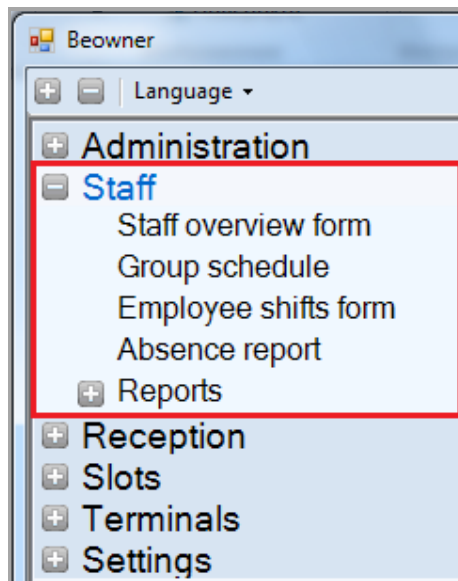 Beowner
Language
Administration
Staff
Staff overview form
Group schedule
Employee shifts form
Absence report
Reports
Reception
Slots
Terminals
Settings